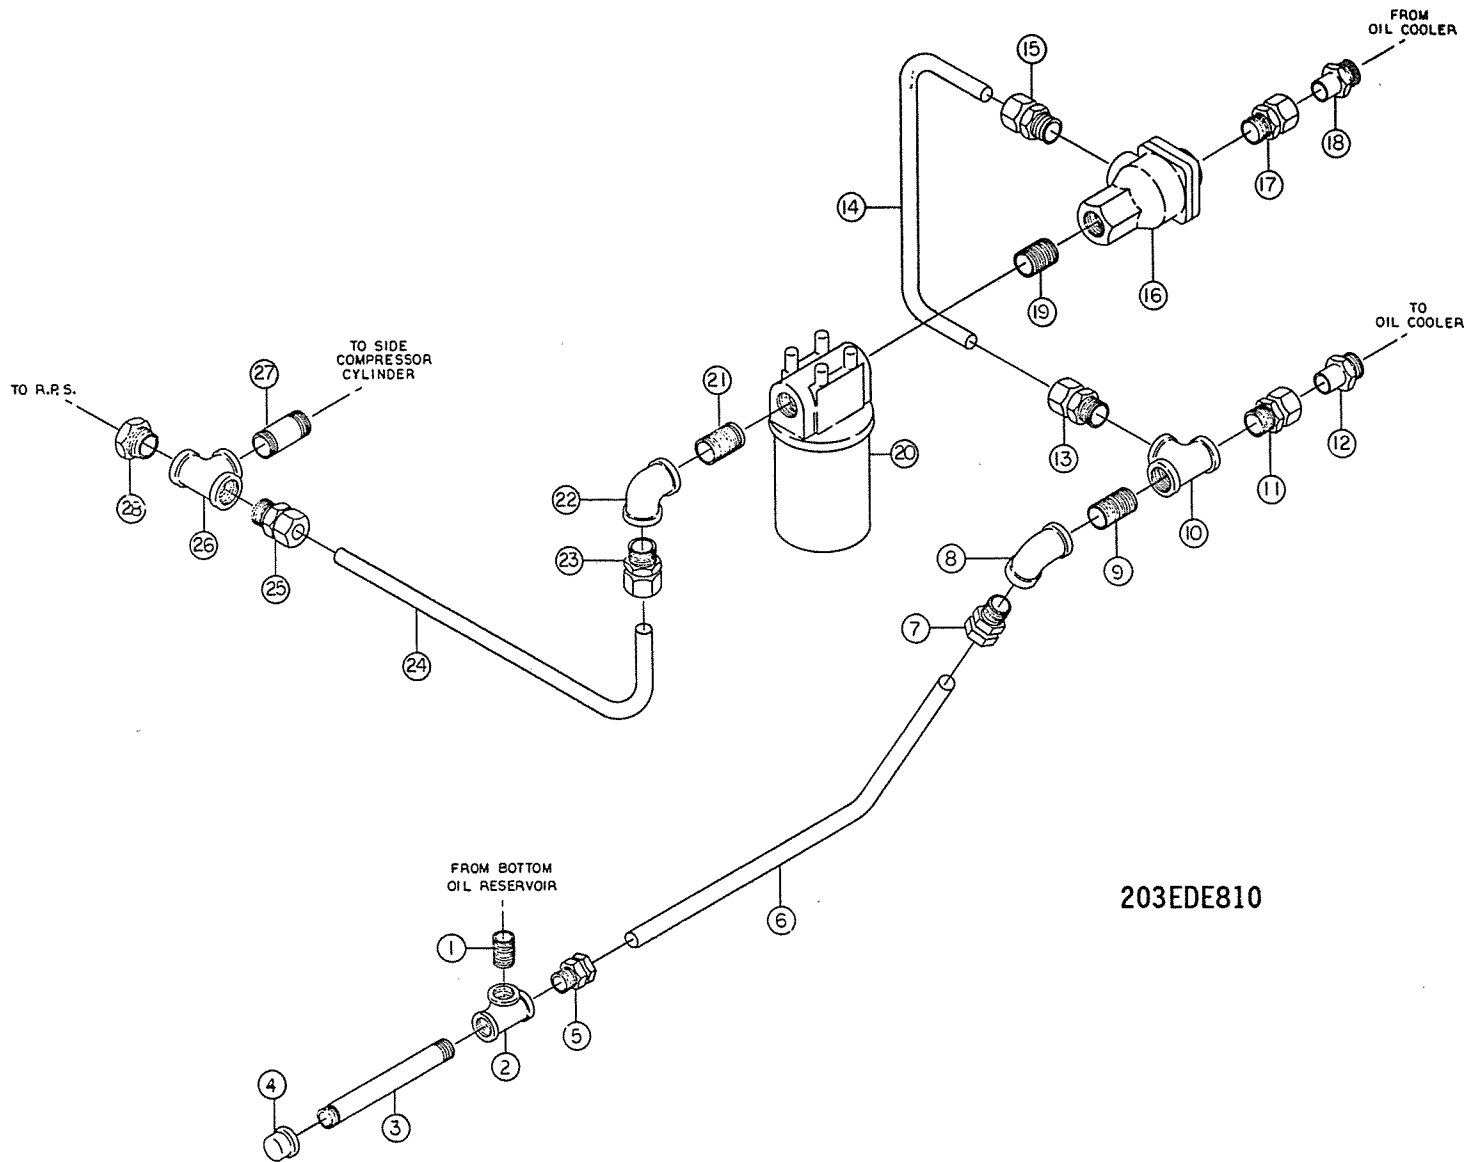 FROM
OIL COOLER
15
18
17
14
16
19
TO
OIL COOLER
TO SIDE
COMPRESSOR
CYLINDER
27
TO R.P.S.
21
12
13
20
11
28
22
10
26
23
8
9
25
7
24
FROM BOTTOM
OIL RESERVOIR
203EDE810
6
1
5
2
4
3